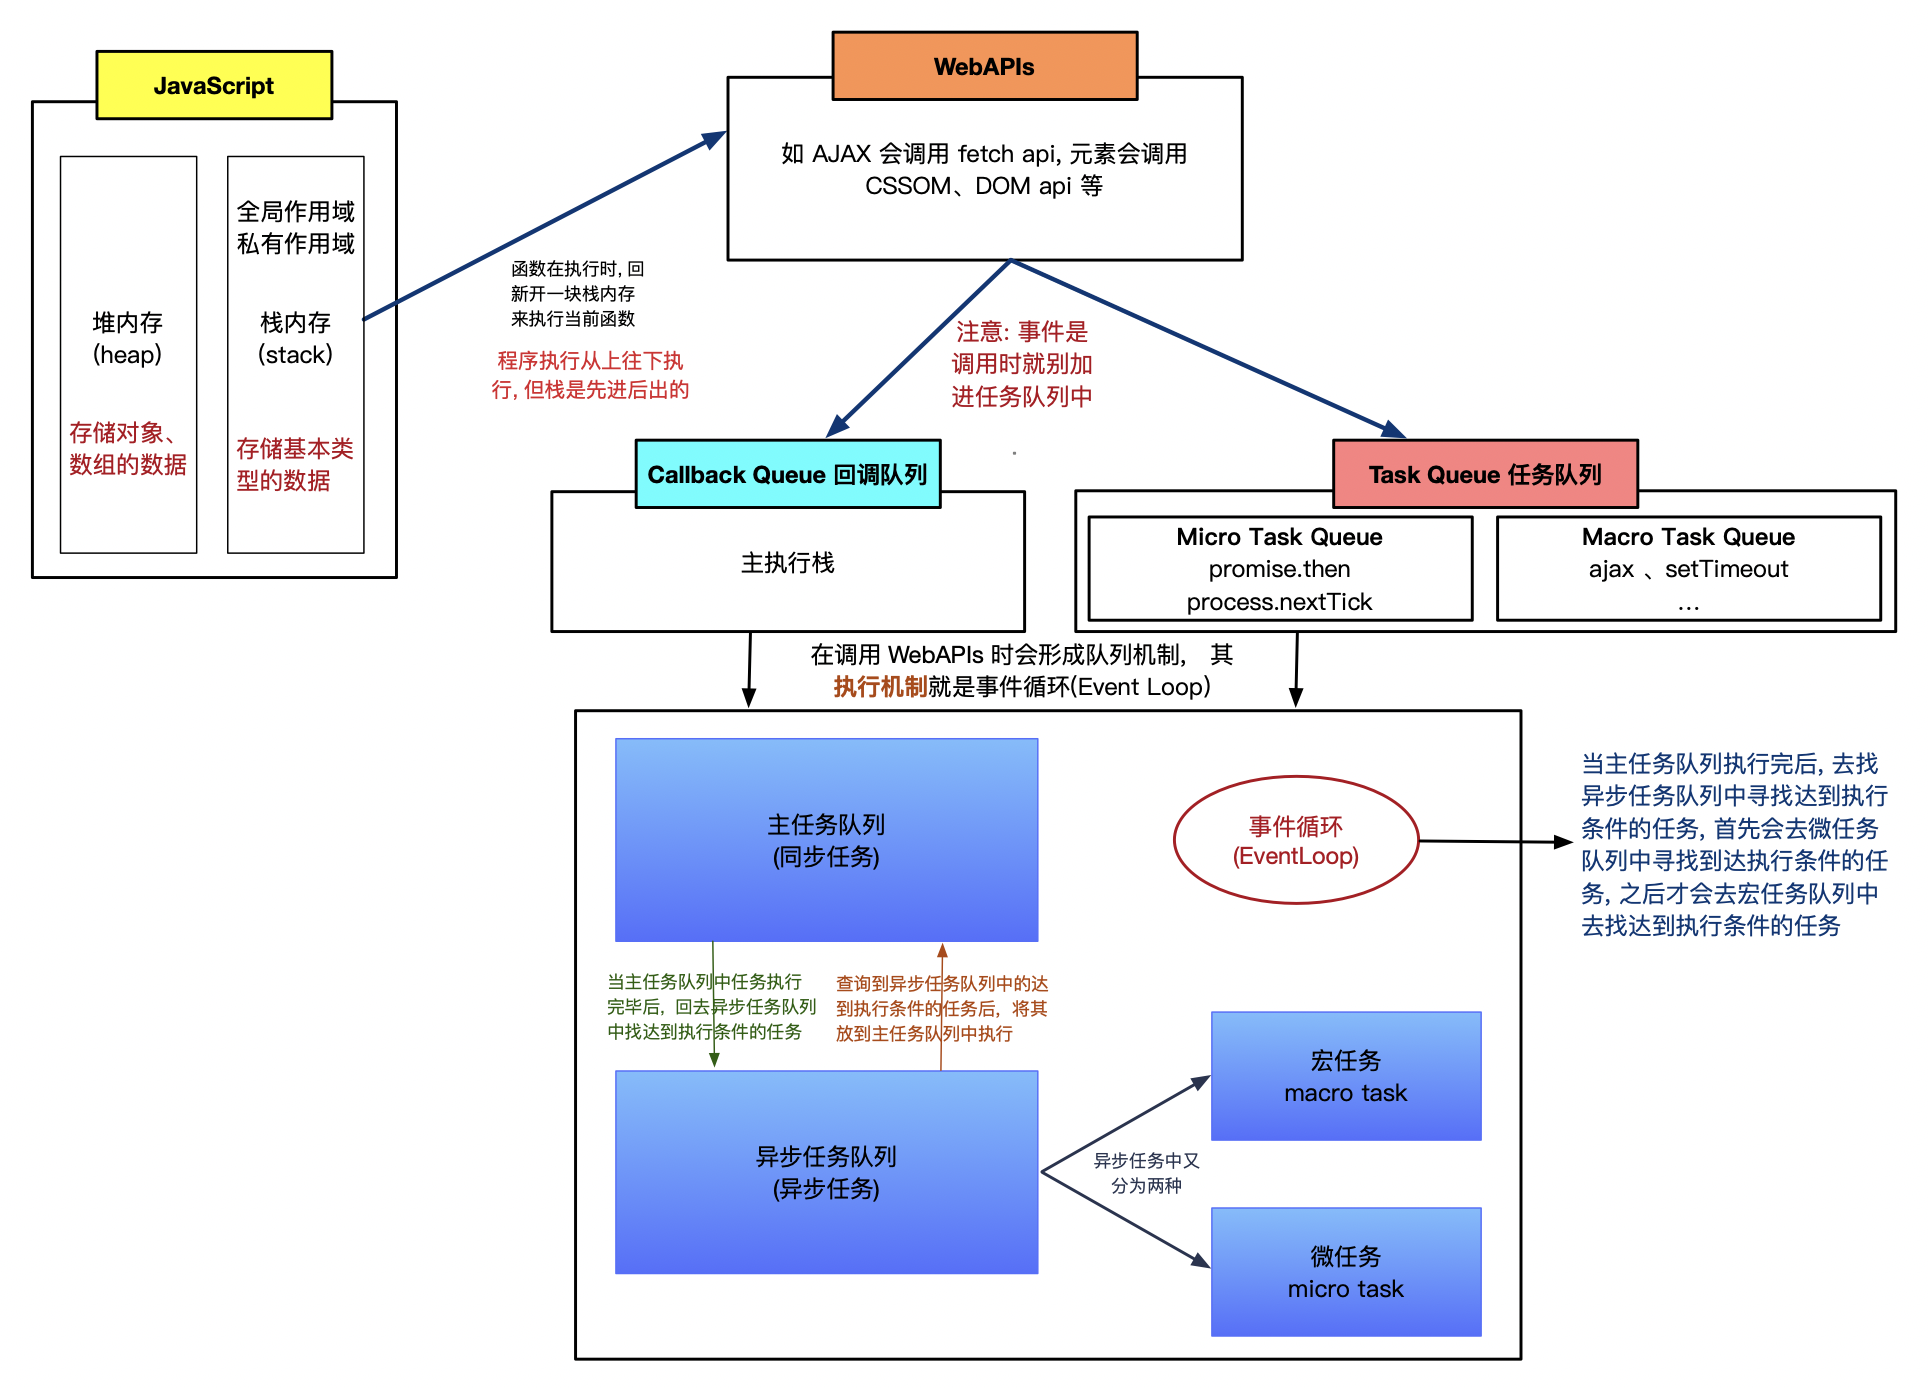 JavaScript
全局作用域
私有作用域
堆内存
(heap)
栈内存
(stack)
存储对象、
数组的数据
存储基本类
型的数据
WebAPIs
如 AJAX 会调用 fetch api, 元素会调用
CSSOM、DOM api 等
函数在执行时, 回
新开一块栈内存
来执行当前函数
程序执行从上往下执
行, 但栈是先进后出的
注意: 事件是
调用时就别加
进任务队列中
Callback Queue 回调队列
主执行栈
Task Queue 任务队列
Micro Task Queue
promise.then
process.nextTick
Macro Task Queue
ajax 、setTimeout
...
在调用 WebAPIs 时会形成队列机制, 其
执行机制就是事件循环(Event Loop)
主任务队列
(同步任务)
事件循环
(EventLoop)
当主任务队列执行完后, 去找
异步任务队列中寻找达到执行
条件的任务, 首先会去微任务
队列中寻找到达执行条件的任
务, 之后才会去宏任务队列中
去找达到执行条件的任务
当主任务队列中任务执行
完毕后, 回去异步任务队列
中找达到执行条件的任务
查询到异步任务队列中的达
到执行条件的任务后, 将其
放到主任务队列中执行
异步任务队列
(异步任务)
异步任务中又
分为两种
宏任务
macro task
微任务
micro task